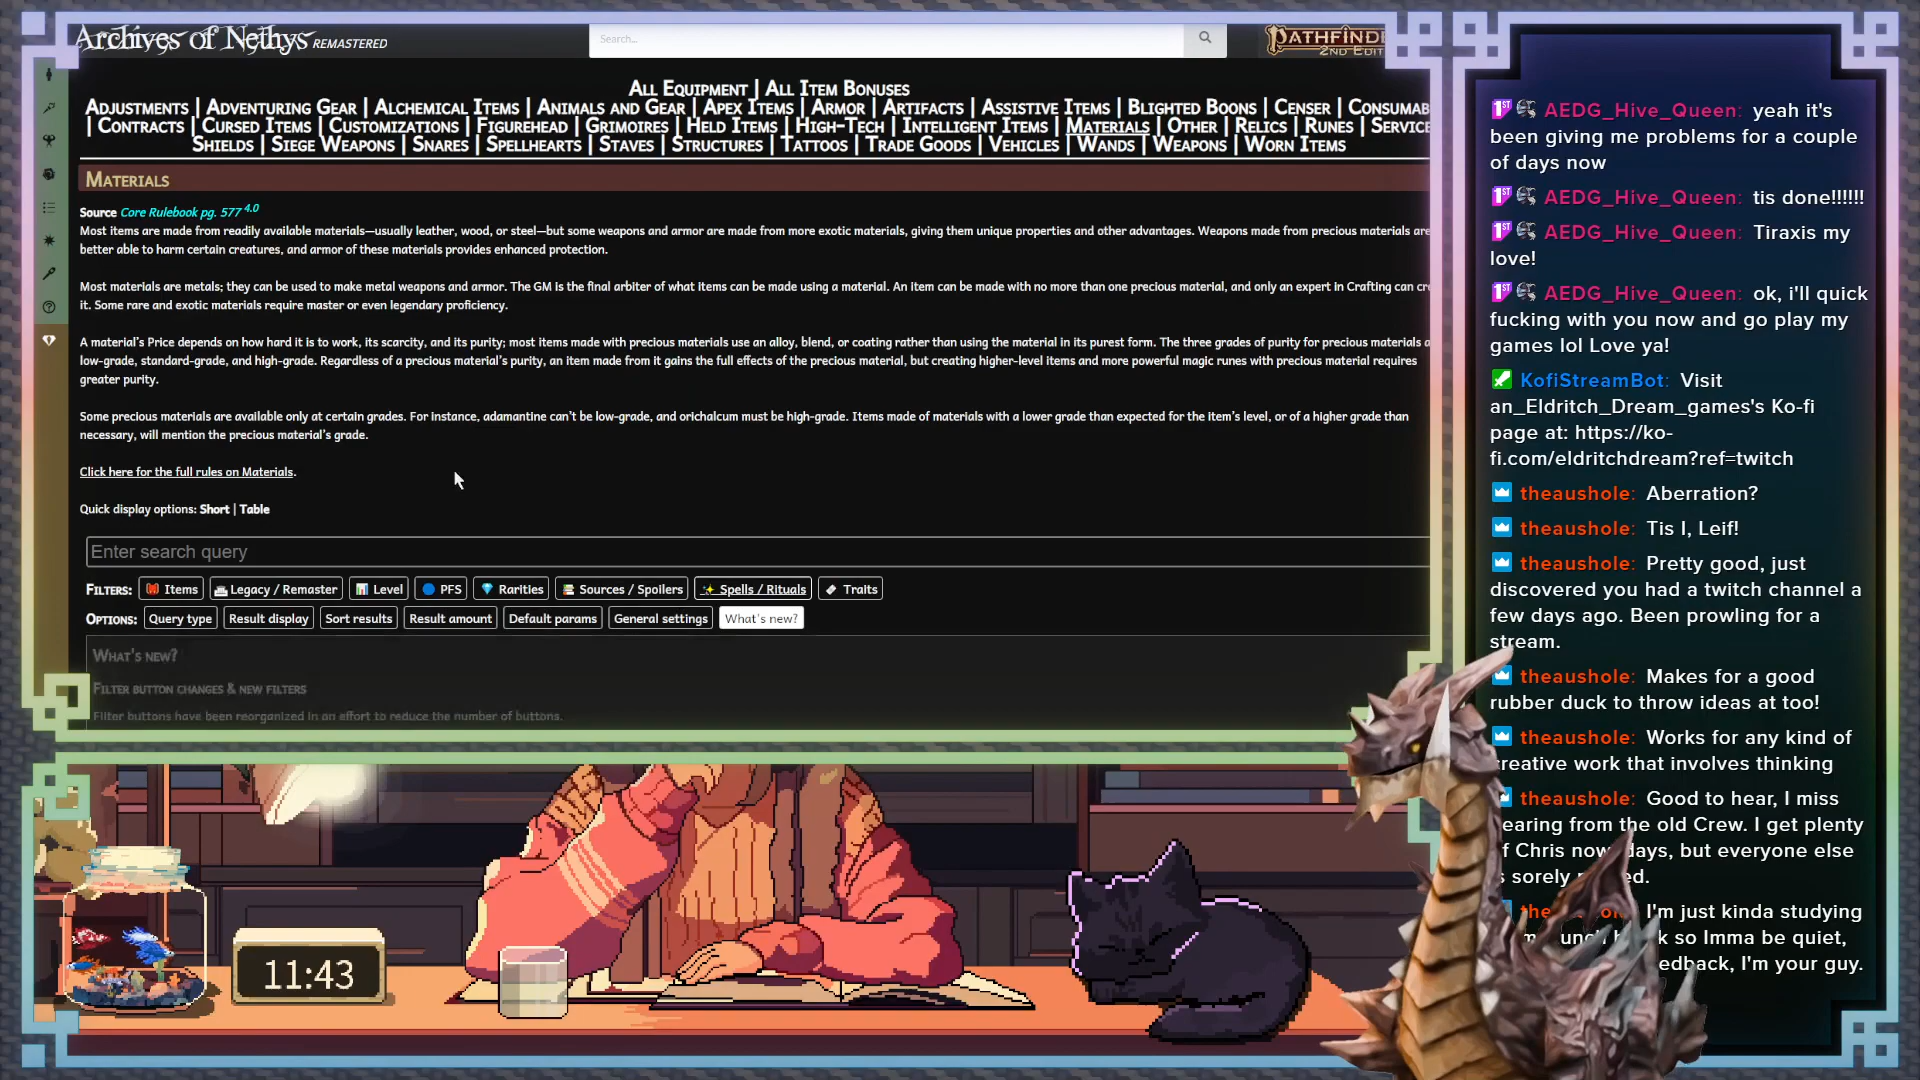 Archives of Nethys REMASTERED
Search...
PATHFINDER
2ND EDIT
All Equipment | All Item Bonuses
Adjustments | Adventuring Gear | Alchemical Items | Animals and Gear | Apex Items | Armor | Artifacts | Assistive Items | Blighted Boons | Censer | Consumab
| Contracts | Cursed Items | Customizations | Figurehead | Grimoires | Held Items | High-Tech | Intelligent Items | Materials | Other | Relics | Runes | Service
Shields | Siege Weapons | Snares | Spellhearts | Staves | Structures | Tattoos | Trade Goods | Vehicles | Wands | Weapons | Worn Items
Materials
Source Core Rulebook pg. 577 4.0
Most items are made from readily available materials—usually leather, wood, or steel—but some weapons and armor are made from more exotic materials, giving them unique properties and other advantages. Weapons made from precious materials are
better able to harm certain creatures, and armor of these materials provides enhanced protection.
Most materials are metals; they can be used to make metal weapons and armor. The GM is the final arbiter of what items can be made using a material. An item can be made with no more than one precious material, and only an expert in Crafting can cr
it. Some rare and exotic materials require master or even legendary proficiency.
A material's Price depends on how hard it is to work, its scarcity, and its purity; most items made with precious materials use an alloy, blend, or coating rather than using the material in its purest form. The three grades of purity for precious materials a
low-grade, standard-grade, and high-grade. Regardless of a precious material's purity, an item made from it gains the full effects of the precious material, but creating higher-level items and more powerful magic runes with precious material requires
greater purity.
Some precious materials are available only at certain grades. For instance, adamantine can't be low-grade, and orichalcum must be high-grade. Items made of materials with a lower grade than expected for the item's level, or of a higher grade than
necessary, will mention the precious material's grade.
Click here for the full rules on Materials.
Quick display options: Short | Table
Enter search query
Filters: Items Legacy / Remaster Level PFS Rarities Sources / Spoilers Spells / Rituals Traits
Options: Query type Result display Sort results Result amount Default params General settings What's new?
What's new?
Filter button changes & new filters
Filter buttons have been reorganized in an effort to reduce the number of buttons.
11:43
AEDG_Hive_Queen: yeah it's
been giving me problems for a couple
of days now
AEDG_Hive_Queen: tis done!!!!!!
AEDG_Hive_Queen: Tiraxis my
love!
AEDG_Hive_Queen: ok, i'll quick
fucking with you now and go play my
games lol Love ya!
KofiStreamBot: Visit
an_Eldritch_Dream_games's Ko-fi
page at: https://ko-
fi.com/eldritchdream?ref=twitch
theaushole: Aberration?
theaushole: Tis I, Leif!
theaushole: Pretty good, just
discovered you had a twitch channel a
few days ago. Been prowling for a
stream.
theaushole: Makes for a good
rubber duck to throw ideas at too!
theaushole: Works for any kind of
creative work that involves thinking
theaushole: Good to hear, I miss
hearing from the old Crew. I get plenty
of Chris now days, but everyone else
is sorely
I'm just kinda studying
so Imma be quiet,
I'm your guy.